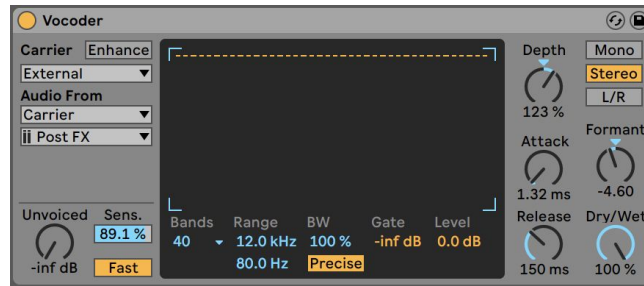 Vocoder
Carrier Enhance
External
Audio From
Carrier
Post FX
Unvoiced Sens.
89.1 %
-inf dB Fast
Bands Range BW Gate Level
40 12.0 kHz 100 % -inf dB 0.0 dB
80.0 Hz Precise
Depth
123 %
Attack
1.32 ms
Release
150 ms
Mono
Stereo
L/R
Formant
-4.60
Dry/Wet
100 %